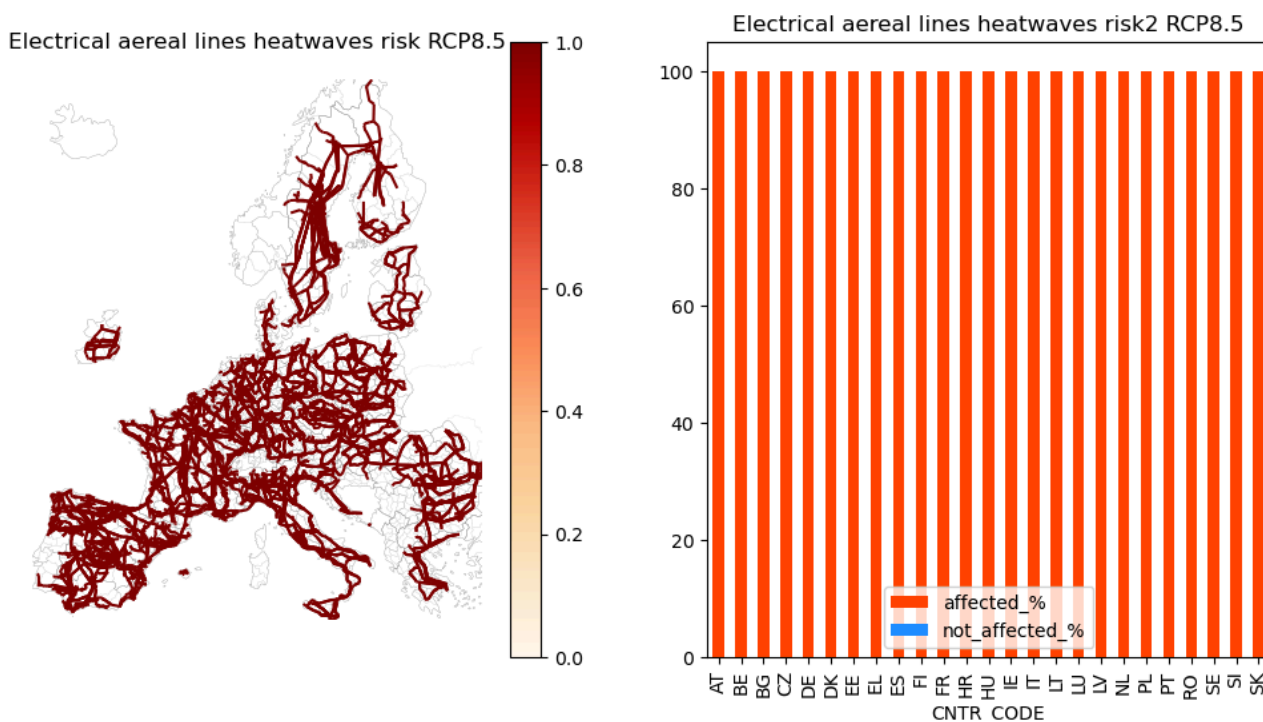 Electrical aereal lines heatwaves risk RCP8.5
1.0
0.8
0.6
0.4
0.2
0.0
Electrical aereal lines heatwaves risk2 RCP8.5
100
80
60
40
20
0
affected_%
not_affected_%
AT BE BG CZ DE DK EE EL ES FI FR HR HU IE IT LT LU LV NL PL PT RO SE SI SK
CNTR_CODE